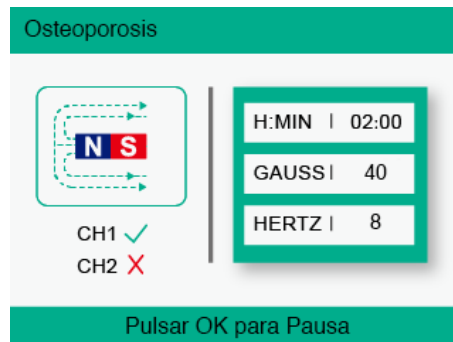 Osteoporosis
N S
CH1 ✓
CH2 X
H:MIN | 02:00
GAUSS | 40
HERTZ | 8
Pulsar OK para Pausa